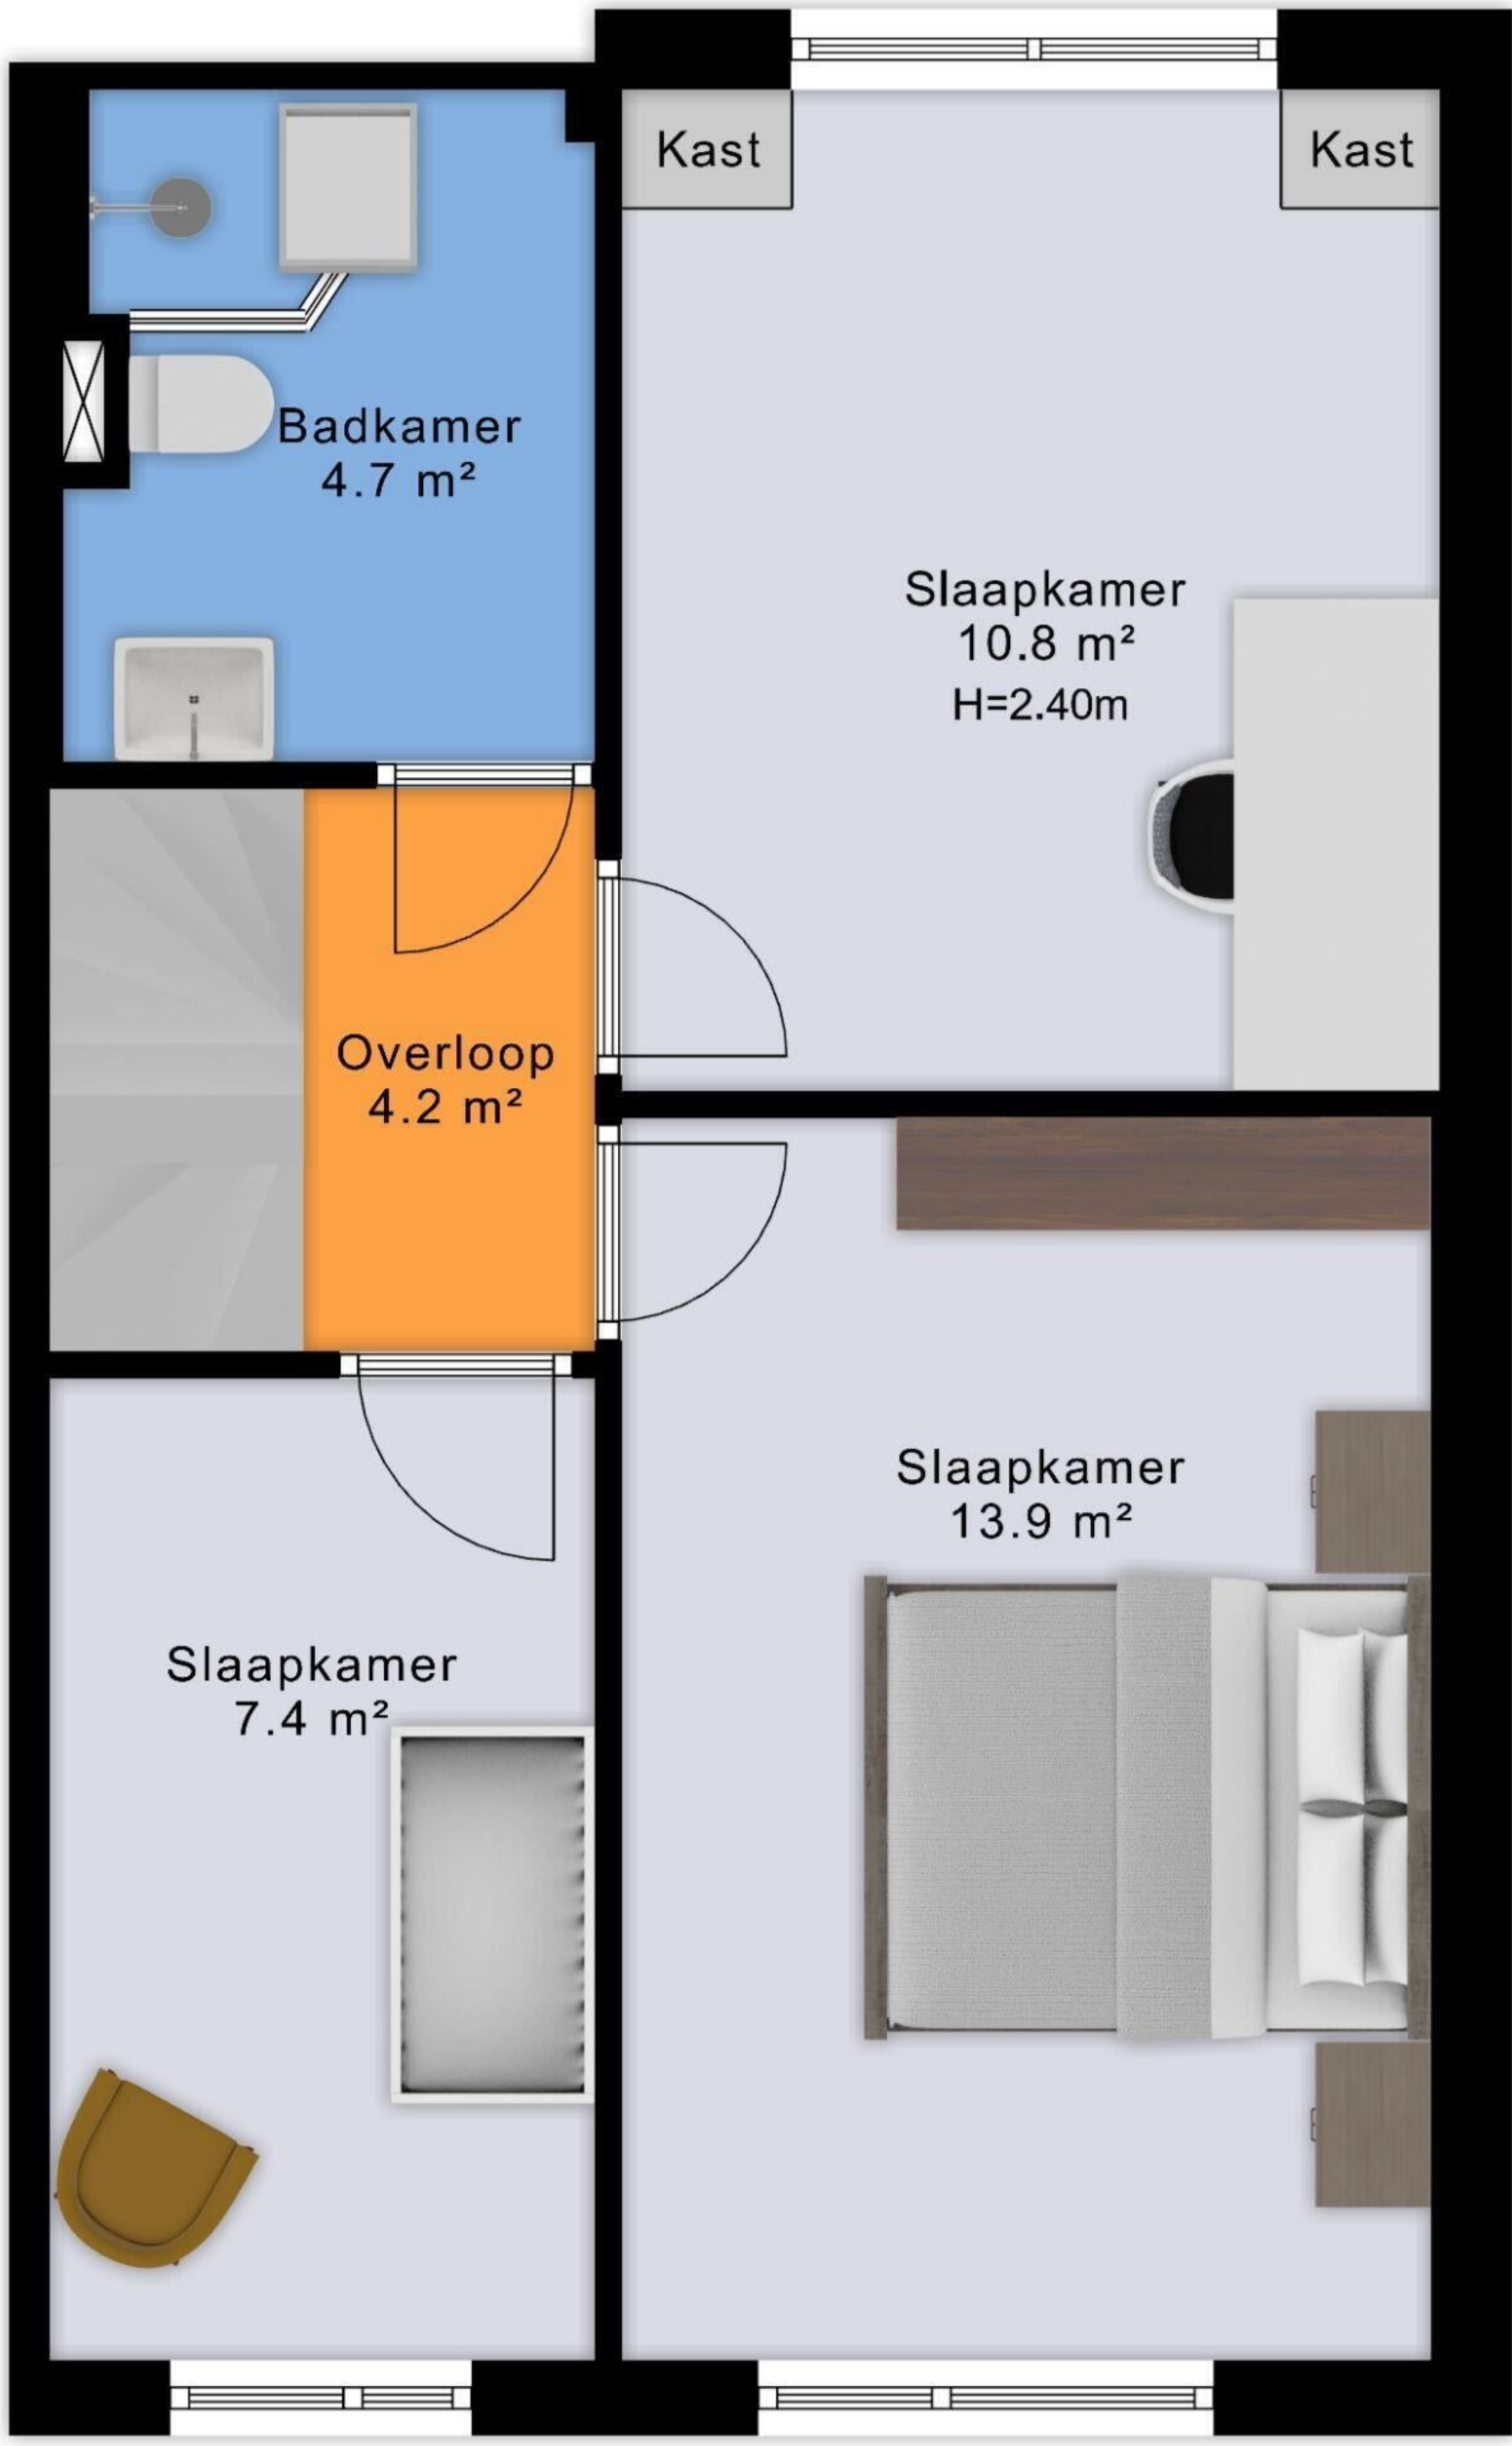 Kast
Kast
Badkamer
4.7 m²
Slaapkamer
10.8 m²
H=2.40m
Overloop
4.2 m²
Slaapkamer
13.9 m²
Slaapkamer
7.4 m²